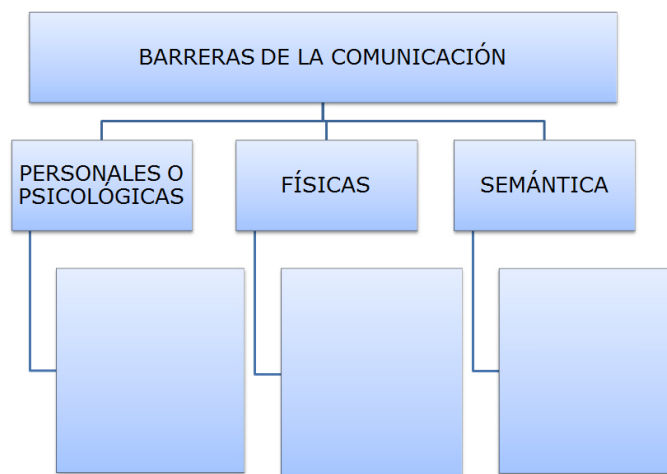 BARRERAS DE LA COMUNICACIÓN
PERSONALES O
PSICOLÓGICAS
FÍSICAS
SEMÁNTICA